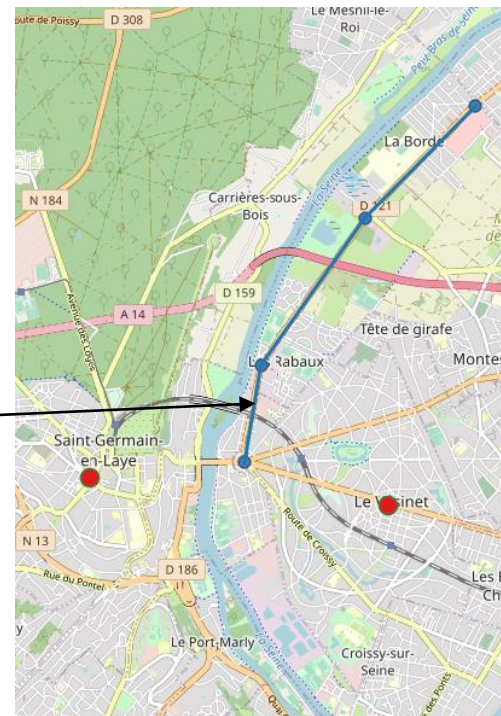 Le Mesnil-le-
Roi
oute de Poissy
D 308
Petit Bras de Seine
La Borde
N 184
Carrières-sous-
Bois
La Seine
D 121
D 159
A 14
Avenue des Loges
Tête de girafe
Les Rabaux
Montes
Saint-Germain-
en-Laye
Le Vésinet
N 13
Route de Croissy
Rue du Pontel
D 186
Les
Ch
Le Port-Marly
La Seine
Croissy-sur-
Seine
y